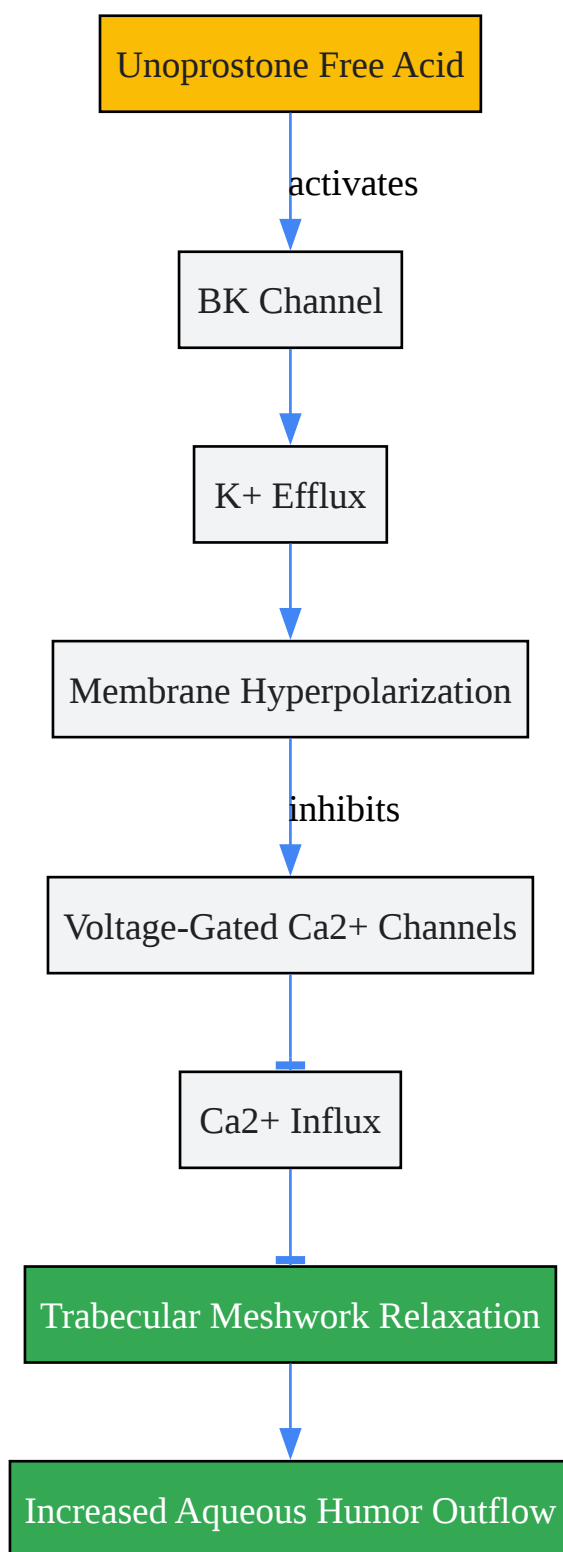 Unoprostone Free Acid
activates
BK Channel
K+ Efflux
Membrane Hyperpolarization
inhibits
Voltage-Gated Ca2+ Channels
Ca2+ Influx
Trabecular Meshwork Relaxation
Increased Aqueous Humor Outflow